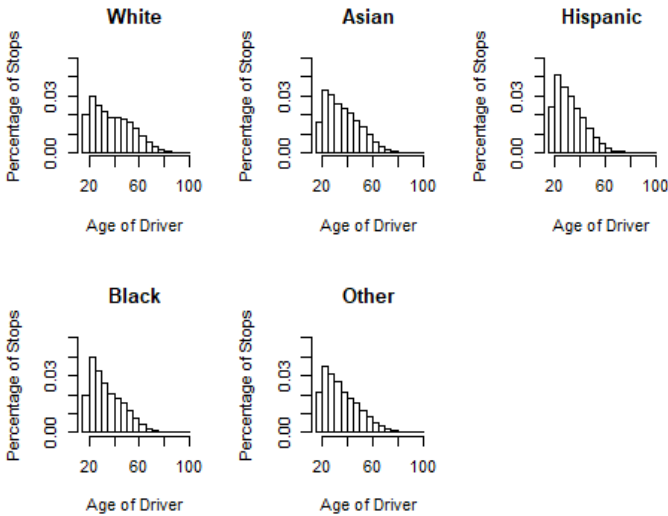 White
Percentage of Stops
0.00 0.03
20 60 100
Age of Driver
Asian
Percentage of Stops
0.00 0.03
20 60 100
Age of Driver
Hispanic
Percentage of Stops
0.00 0.03
20 60 100
Age of Driver
Black
Percentage of Stops
0.00 0.03
20 60 100
Age of Driver
Other
Percentage of Stops
0.00 0.03
20 60 100
Age of Driver